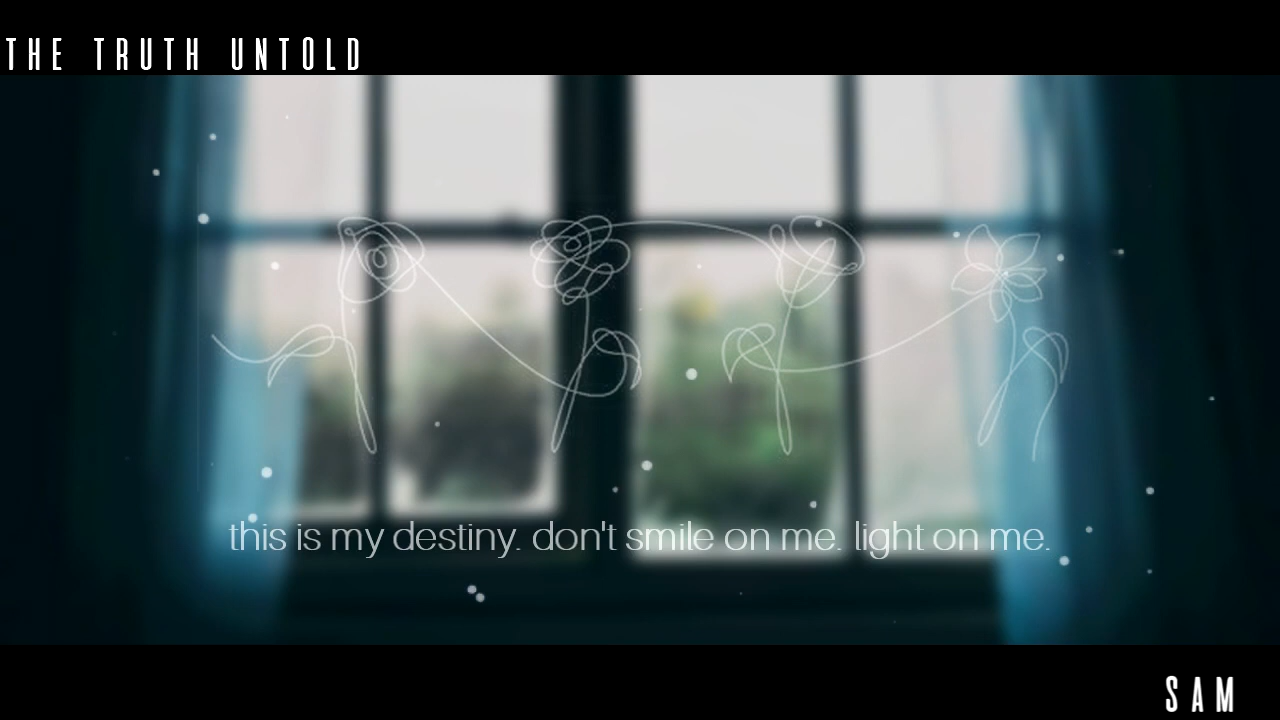 THE TRUTH UNTOLD
this is my destiny. don't smile on me. light on me.
SAM